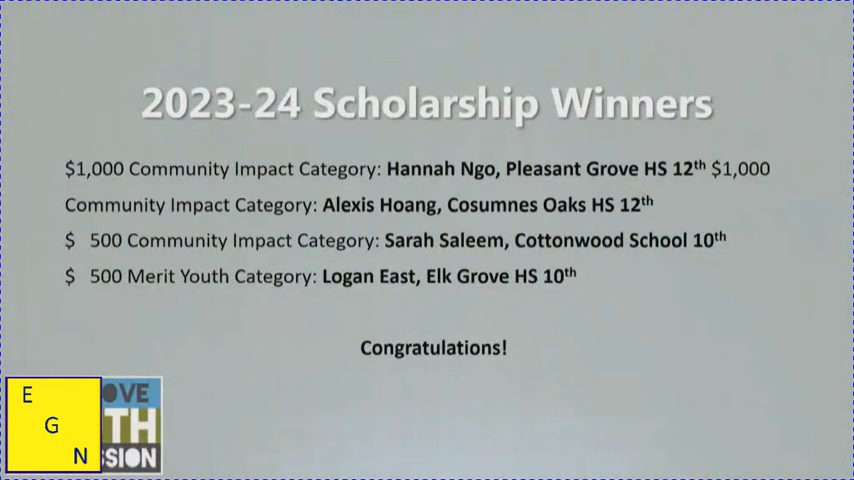 2023-24 Scholarship Winners
$1,000 Community Impact Category: Hannah Ngo, Pleasant Grove HS 12th $1,000
Community Impact Category: Alexis Hoang, Cosumnes Oaks HS 12th
$ 500 Community Impact Category: Sarah Saleem, Cottonwood School 10th
$ 500 Merit Youth Category: Logan East, Elk Grove HS 10th
Congratulations!
E
G
N
OVE
TH
SSION